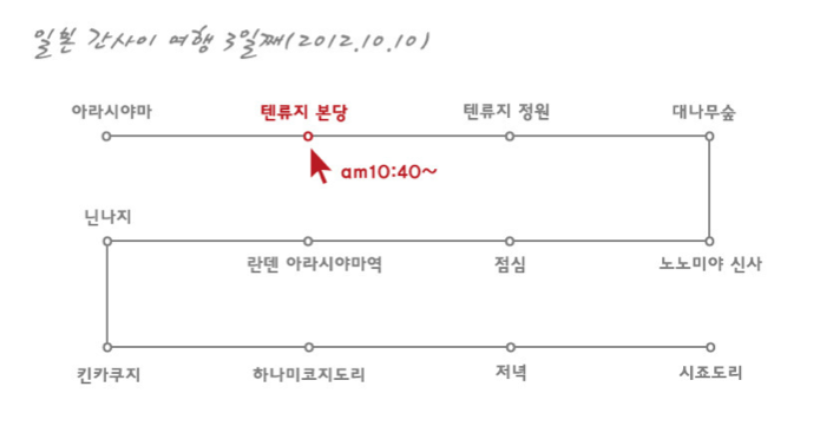 일본 간사이 여행 3일째(2012.10.10)
아라시야마 텐류지 본당 텐류지 정원 대나무숲
am10:40~
닌나지
란덴 아라시야마역 점심 노노미야 신사
킨카쿠지 하나미코지도리 저녁 시죠도리